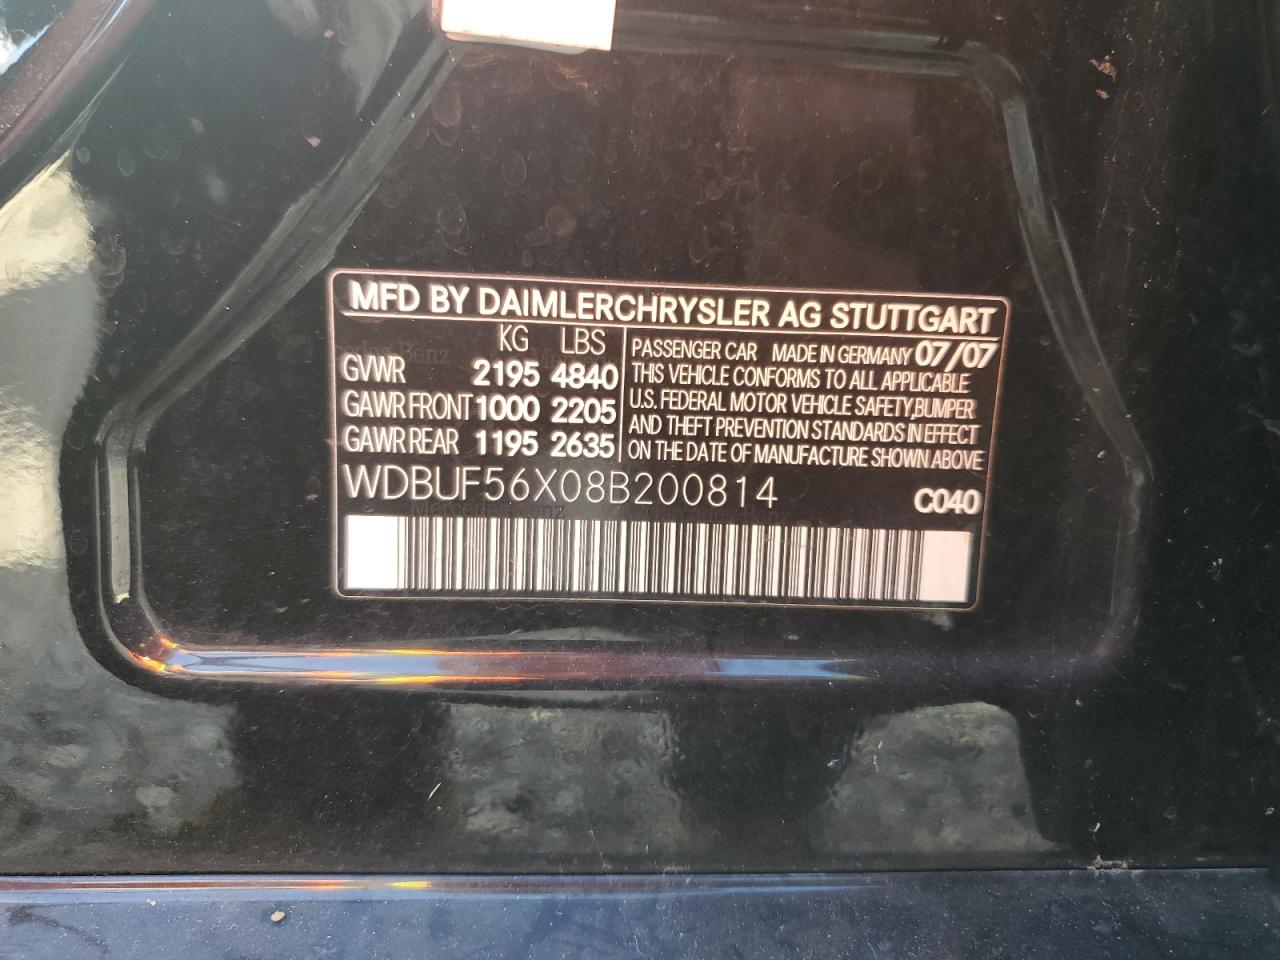 MFD BY DAIMLERCHRYSLER AG STUTTGART
KG LBS
GVWR 2195 4840
GAWR FRONT 1000 2205
GAWR REAR 1195 2635
PASSENGER CAR MADE IN GERMANY 07/07
THIS VEHICLE CONFORMS TO ALL APPLICABLE
U.S. FEDERAL MOTOR VEHICLE SAFETY,BUMPER
AND THEFT PREVENTION STANDARDS IN EFFECT
ON THE DATE OF MANUFACTURE SHOWN ABOVE
WDBUF56X08B200814 C040
Mercedes-Benz